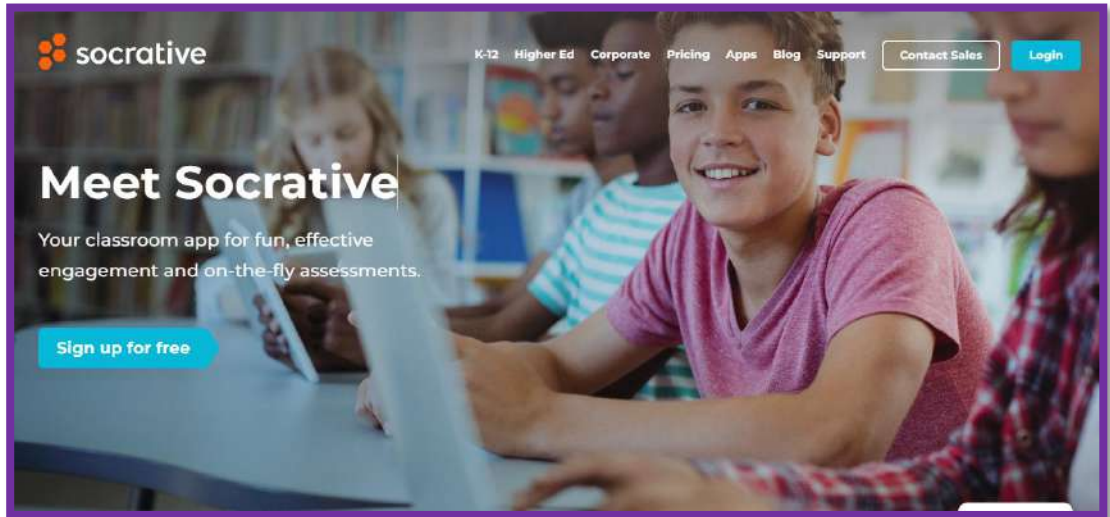 socrative
K-12 Higher Ed Corporate Pricing Apps Blog Support Contact Sales Login
Meet Socrative
Your classroom app for fun, effective
engagement and on-the-fly assessments.
Sign up for free